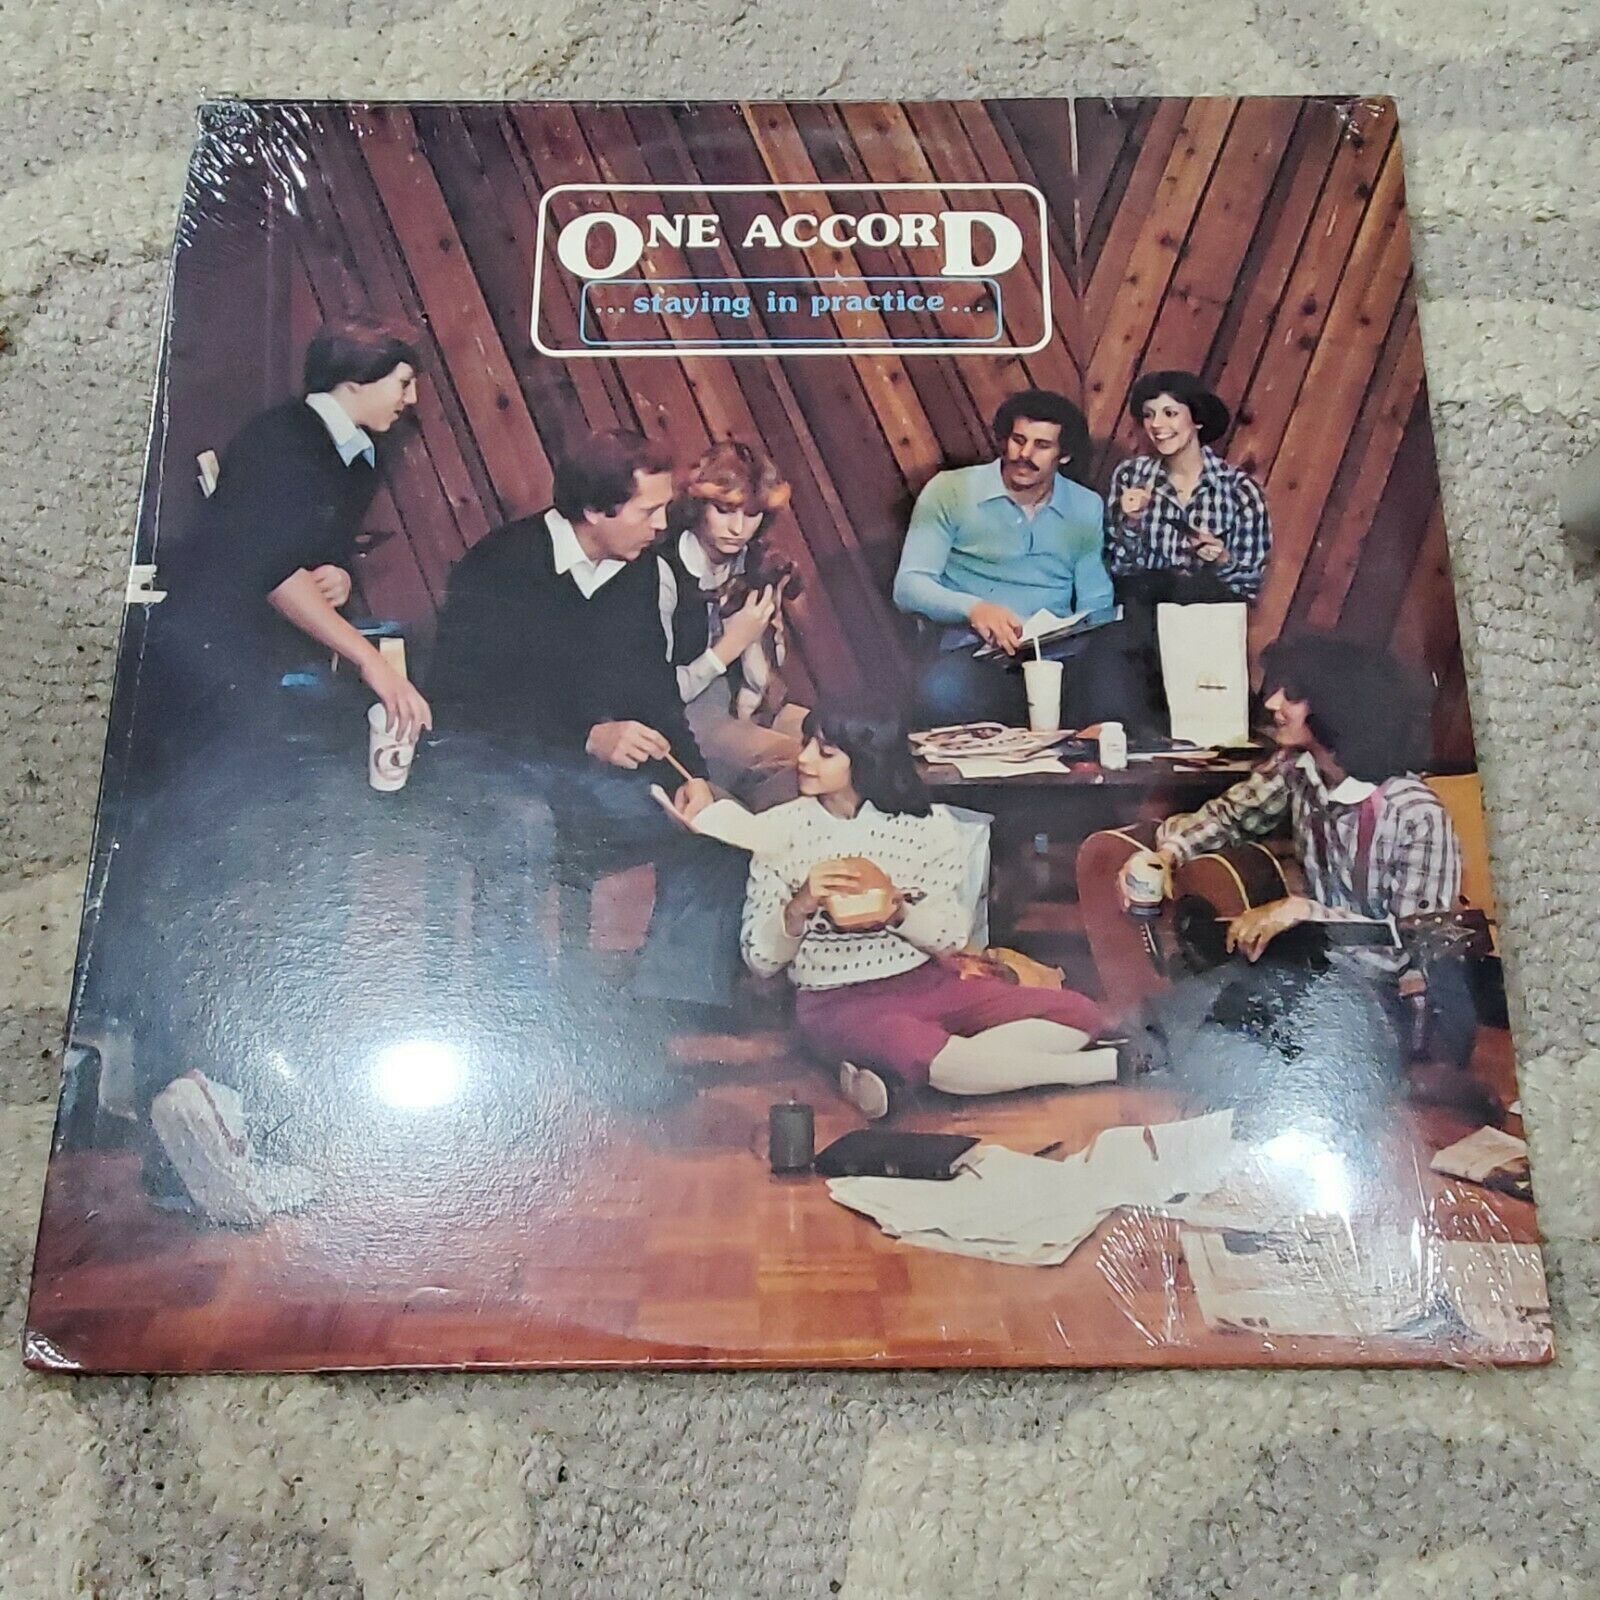 ONE ACCORD
...staying in practice...